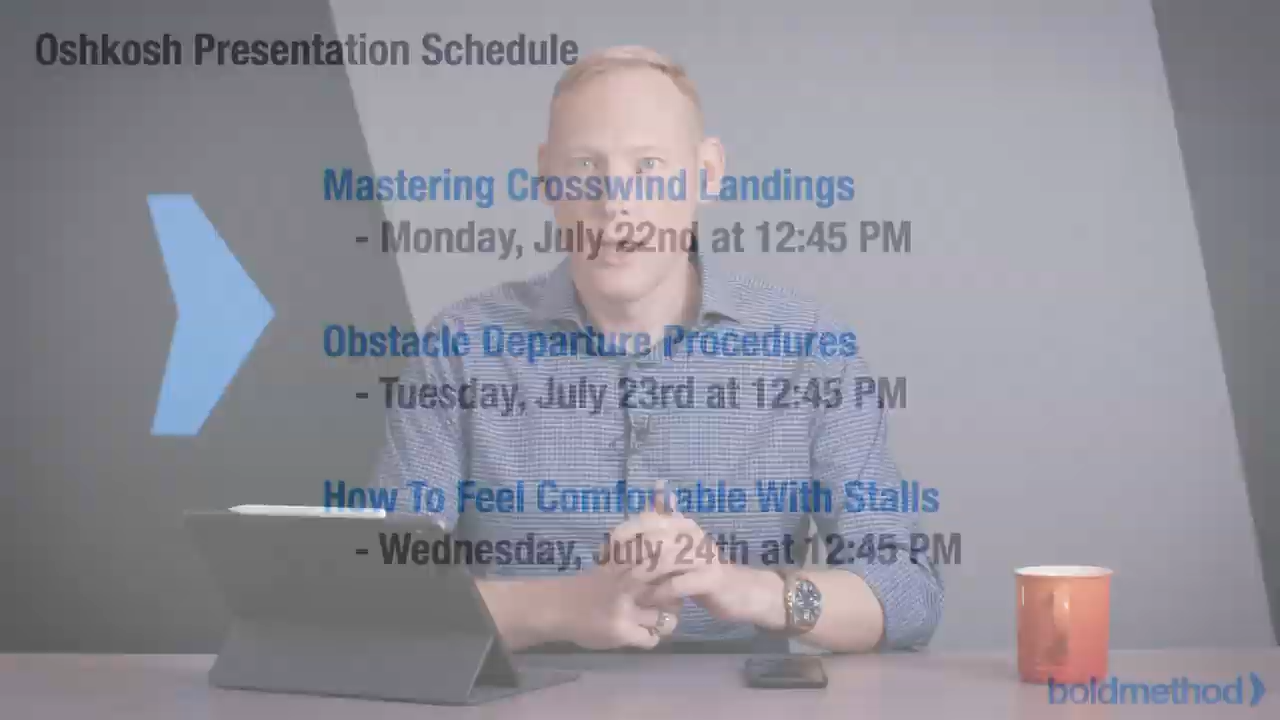 Oshkosh Presentation Schedule
Mastering Crosswind Landings
- Monday, July 22nd at 12:45 PM
Obstacle Departure Procedures
- Tuesday, July 23rd at 12:45 PM
How To Feel Comfortable With Stalls
- Wednesday, July 24th at 12:45 PM
boldmethod